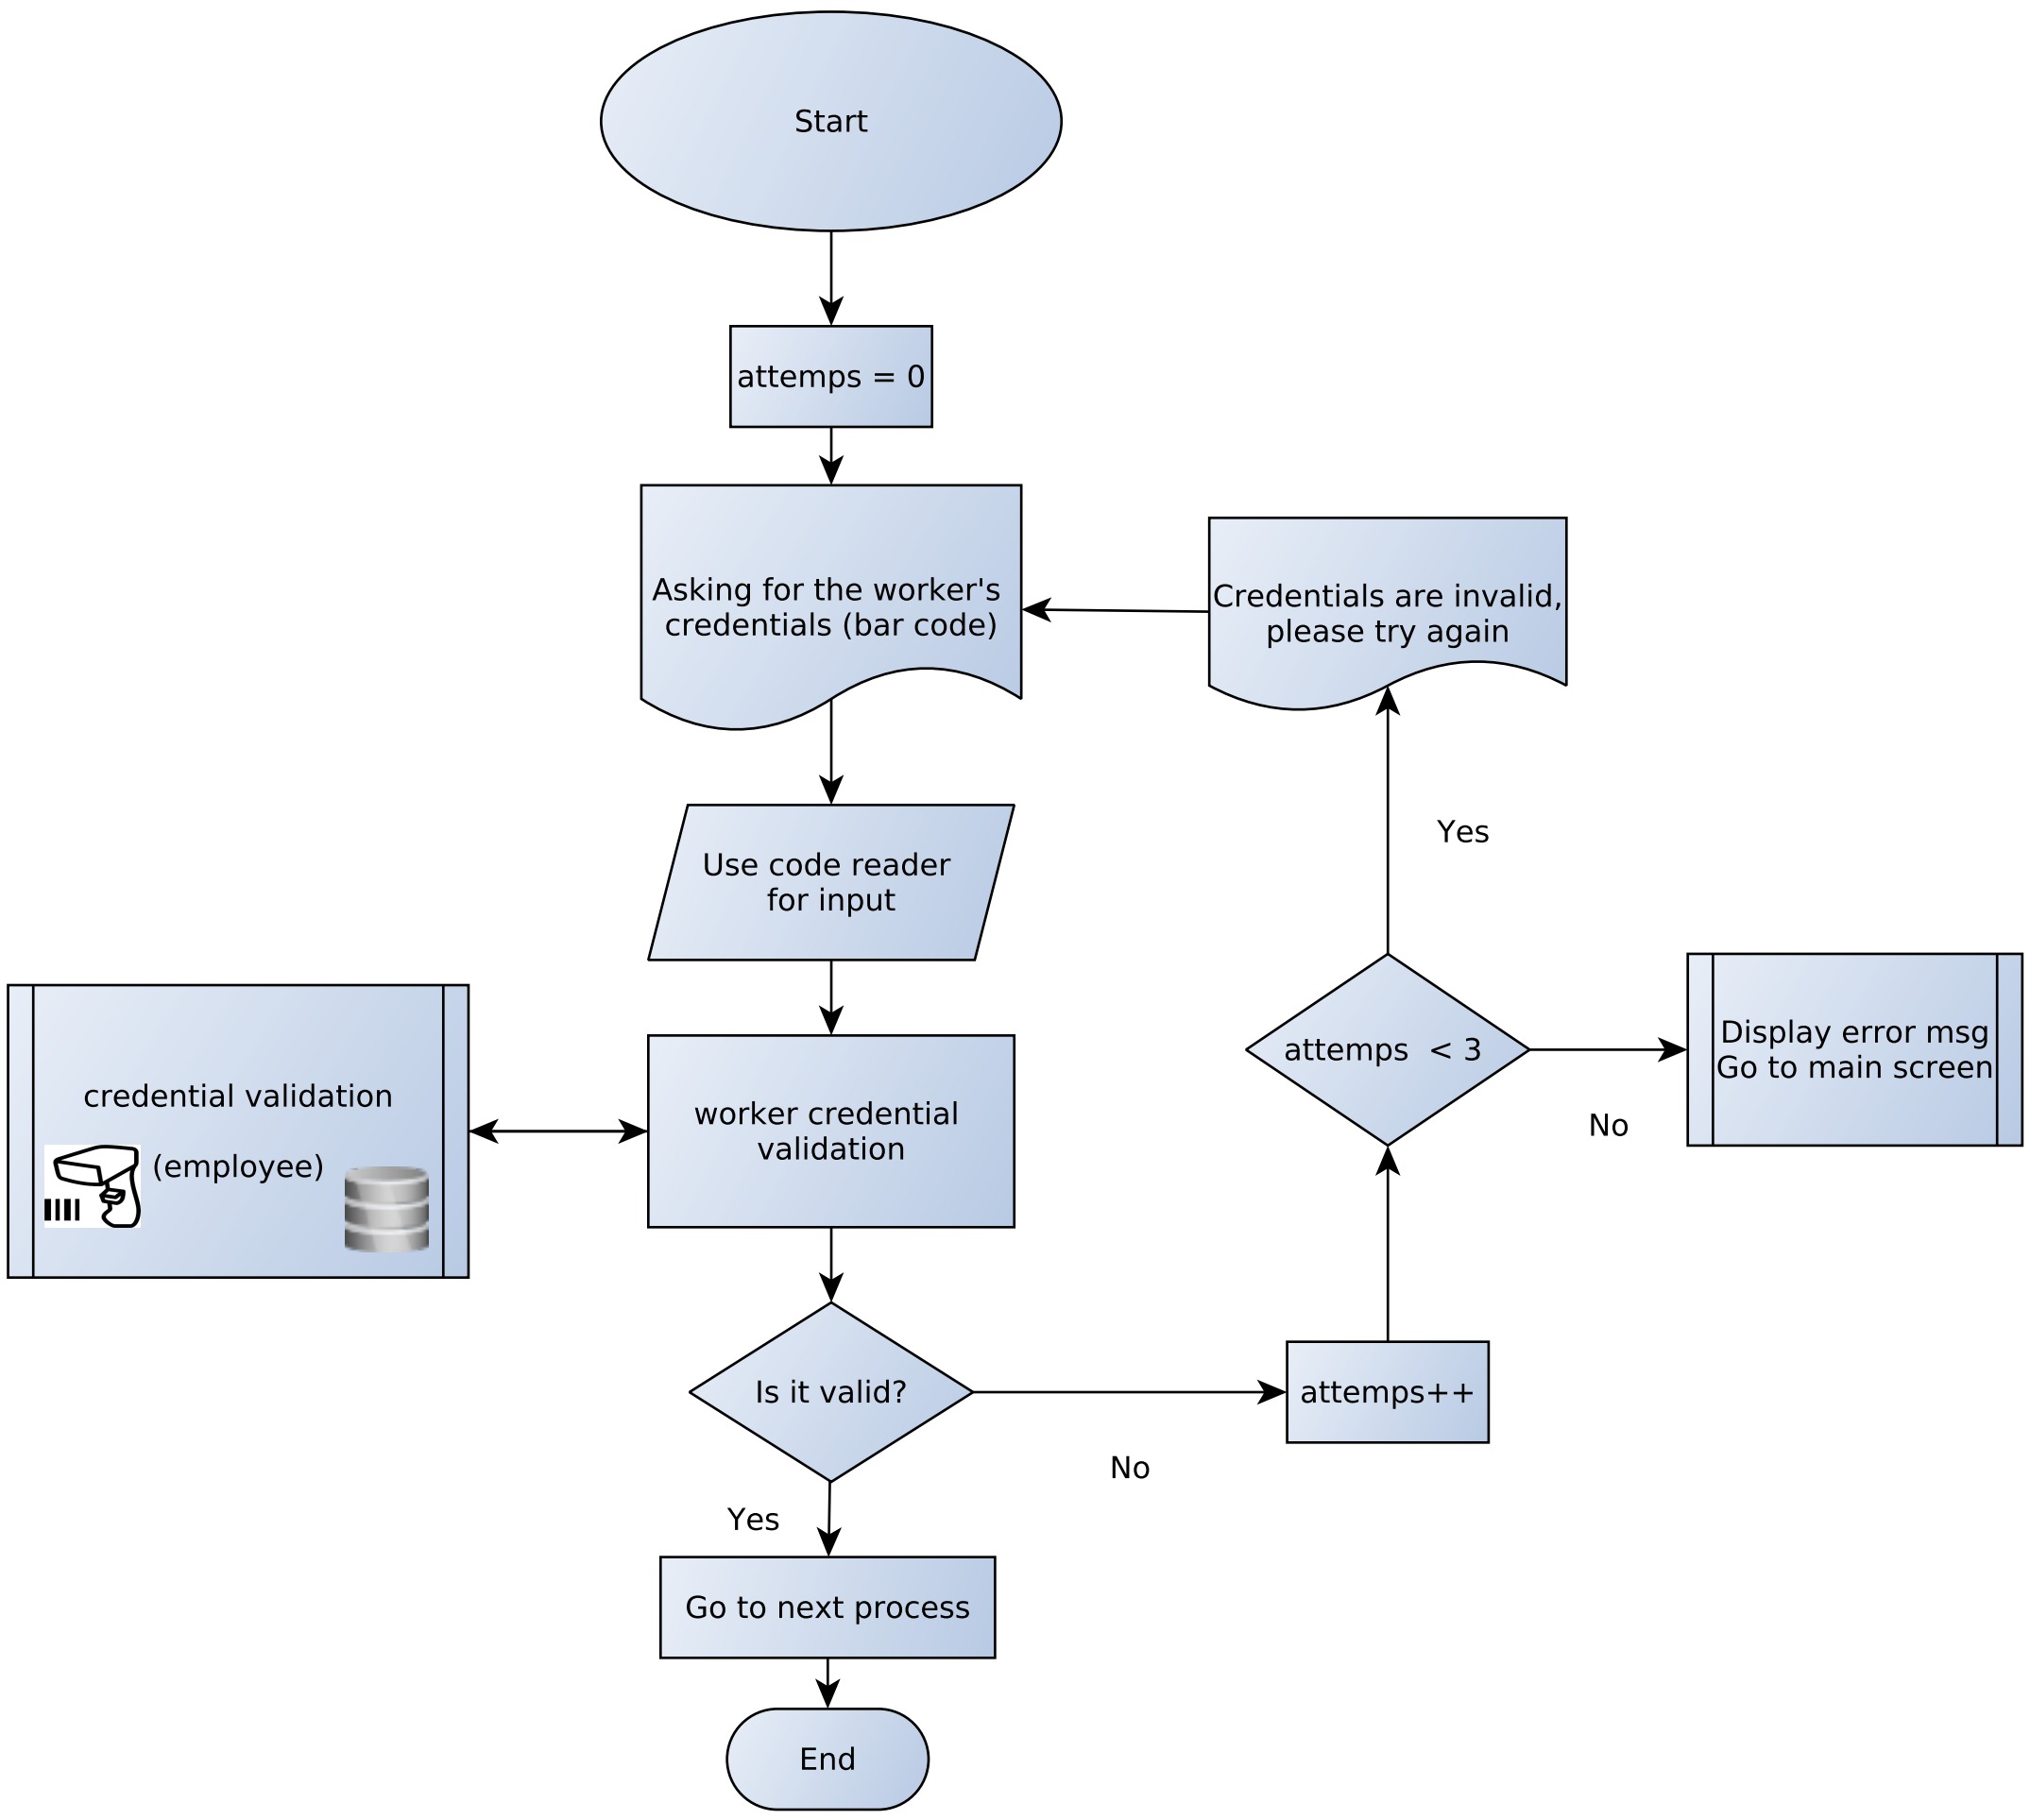 Start
attemps = 0
Asking for the worker's
credentials (bar code)
Credentials are invalid,
please try again
Use code reader
for input
Yes
attemps  < 3
Display error msg
Go to main screen
No
credential validation
(employee)
worker credential
validation
Is it valid?
attemps++
No
Yes
Go to next process
End